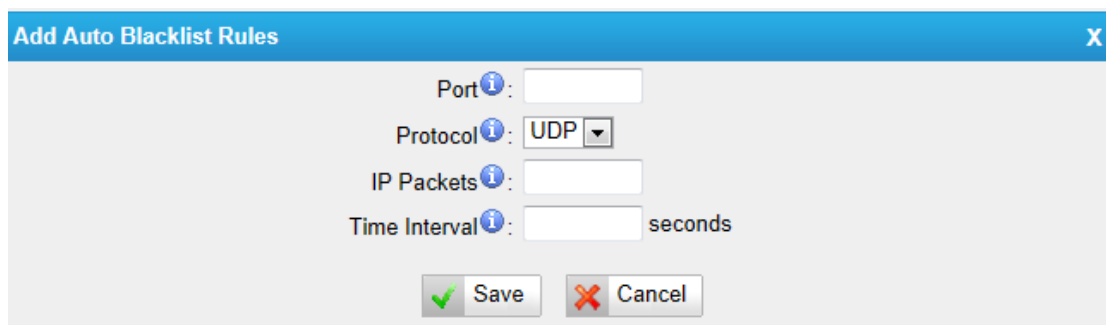 Add Auto Blacklist Rules X
Port :
Protocol : UDP
IP Packets :
Time Interval : seconds
Save Cancel